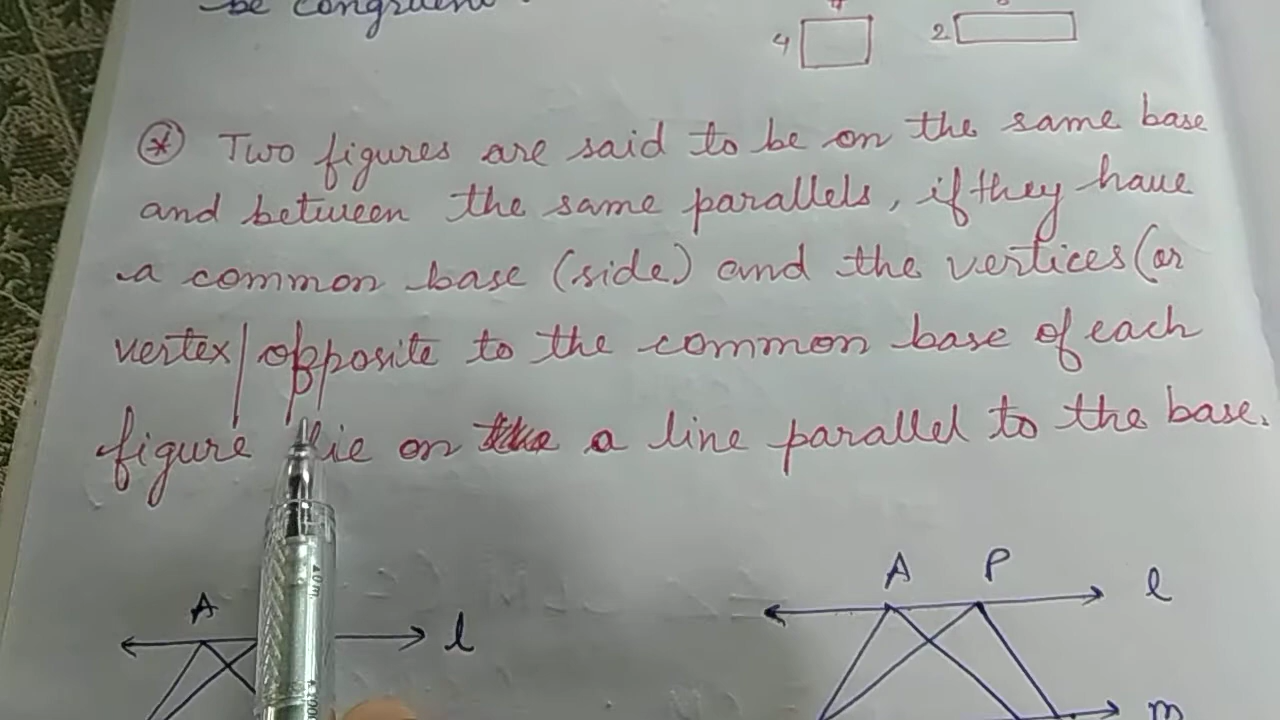 be congruent.
4 2
* Two figures are said to be on the same base
and between the same parallels, if they have
a common base (side) and the vertices (or
vertex) opposite to the common base of each
figure lie on a line parallel to the base.
A P l
A l
m